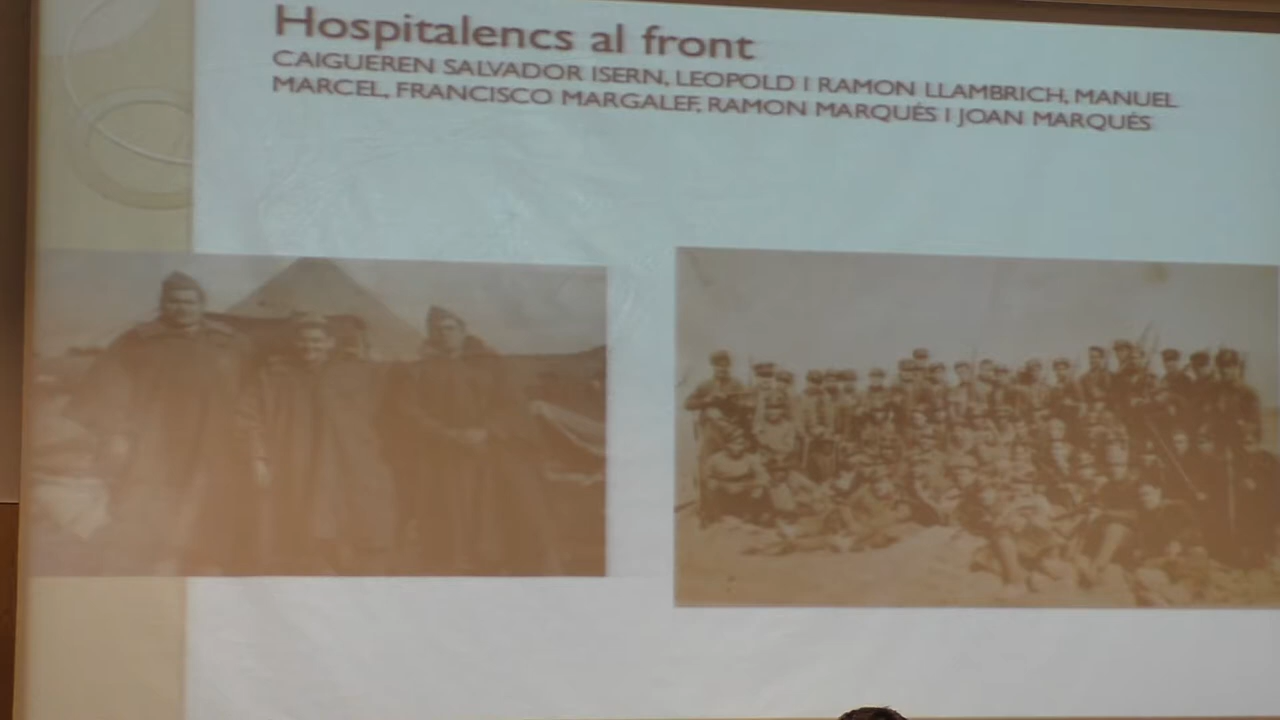 Hospitalencs al front
CAIGUEREN SALVADOR ISERN, LEOPOLD I RAMON LLAMBRICH, MANUEL
MARCEL, FRANCISCO MARGALEF, RAMON MARQUÉS I JOAN MARQUÉS